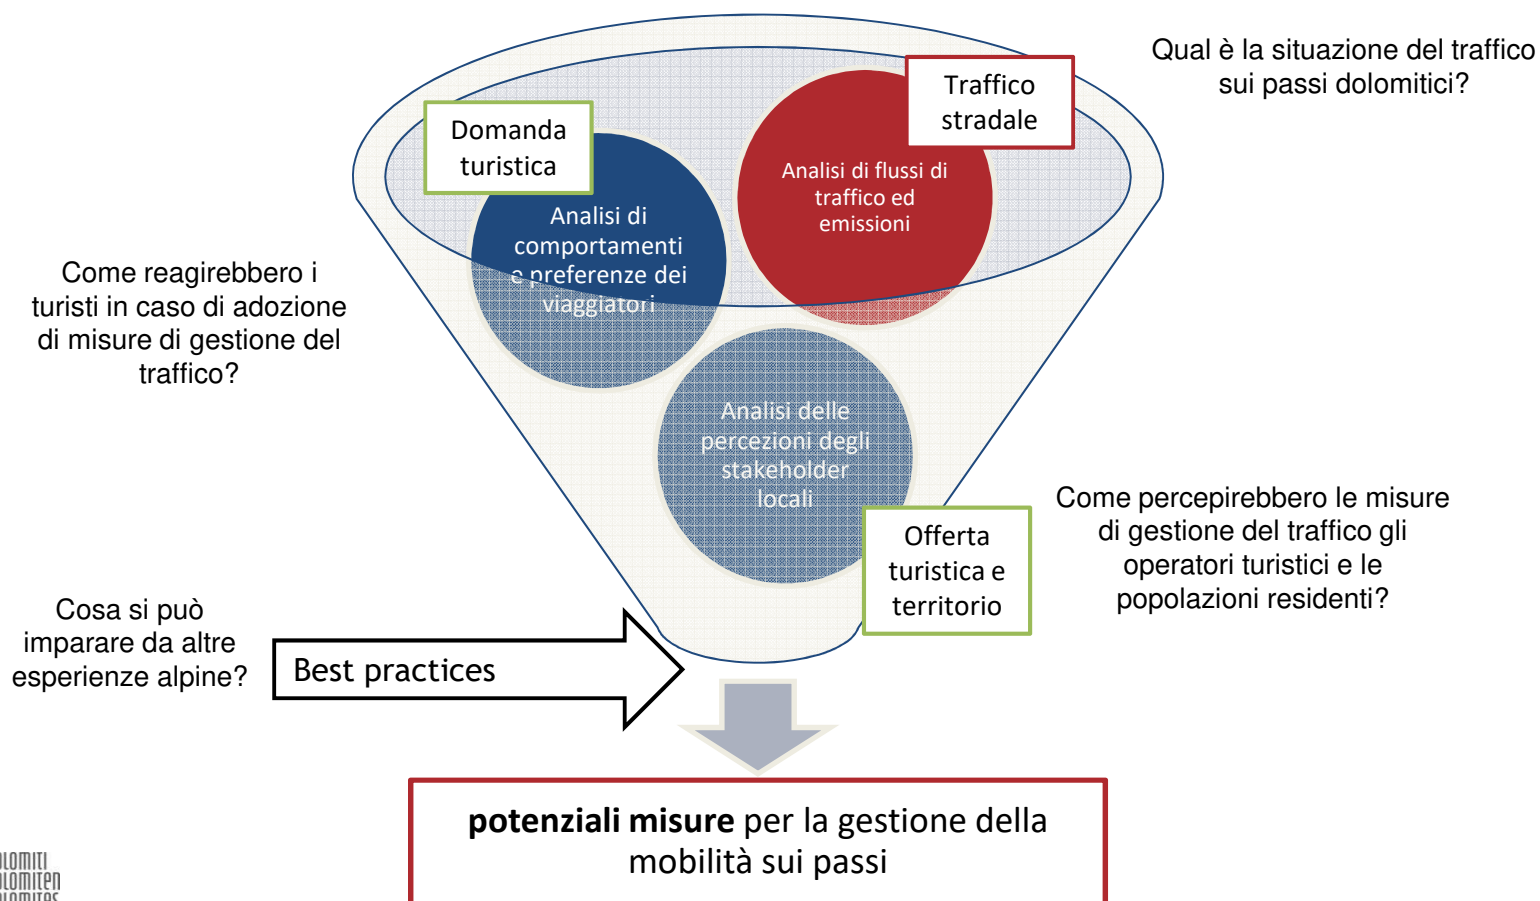 Qual è la situazione del traffico
sui passi dolomitici?
Traffico
stradale
Domanda
turistica
Analisi di flussi di
traffico ed
emissioni
Analisi di
comportamenti
e preferenze dei
viaggiatori
Come reagirebbero i
turisti in caso di adozione
di misure di gestione del
traffico?
Analisi delle
percezioni degli
stakeholder
locali
Offerta
turistica e
territorio
Come percepirebbero le misure
di gestione del traffico gli
operatori turistici e le
popolazioni residenti?
Cosa si può
imparare da altre
esperienze alpine?
Best practices
potenziali misure per la gestione della
mobilità sui passi